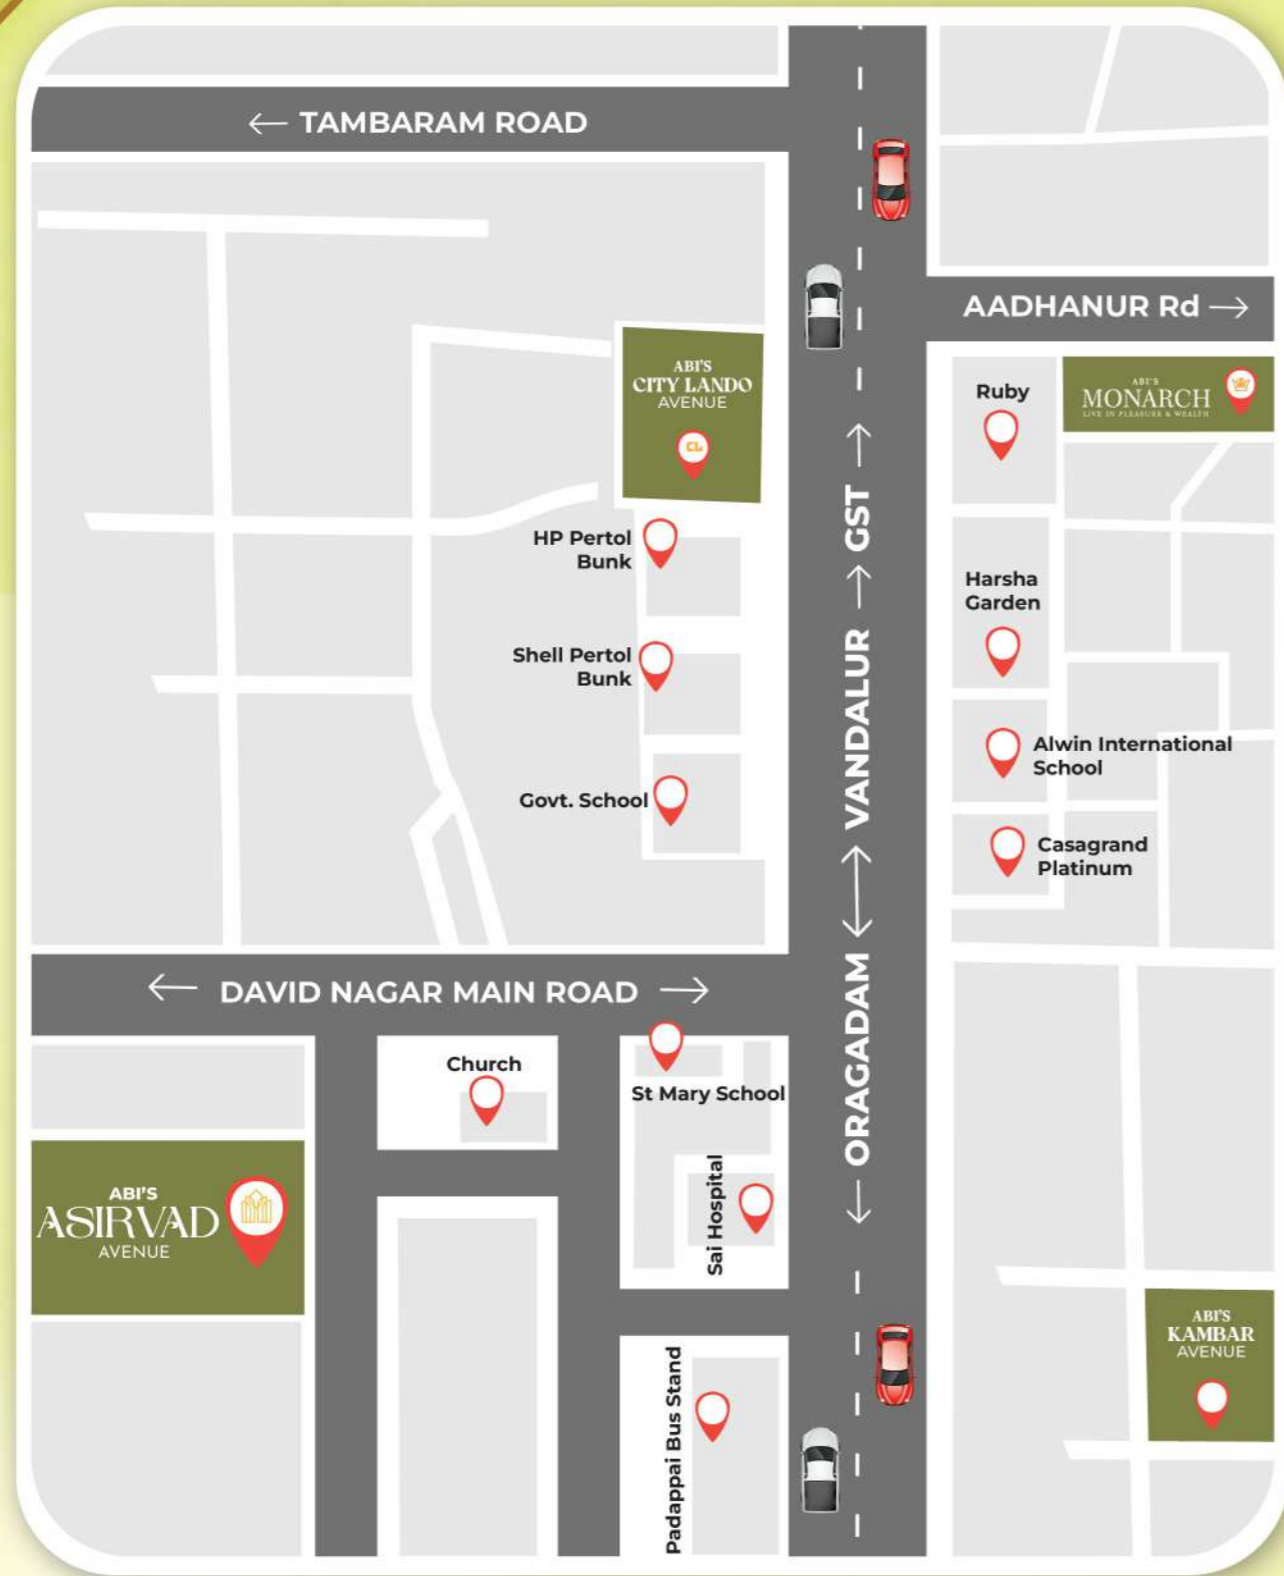 ← TAMBARAM ROAD
AADHANUR Rd →
ABI'S
CITY LANDO
AVENUE
CL
Ruby
ABI'S
MONARCH
LIVE IN PLEASURE & WEALTH
HP Pertol
Bunk
Harsha
Garden
Shell Pertol
Bunk
Alwin International
School
Govt. School
Casagrand
Platinum
← ORAGADAM ↔ VANDALUR → GST →
← DAVID NAGAR MAIN ROAD →
Church
St Mary School
Sai Hospital
ABI'S
ASIRVAD
AVENUE
ABI'S
KAMBAR
AVENUE
Padappai Bus Stand